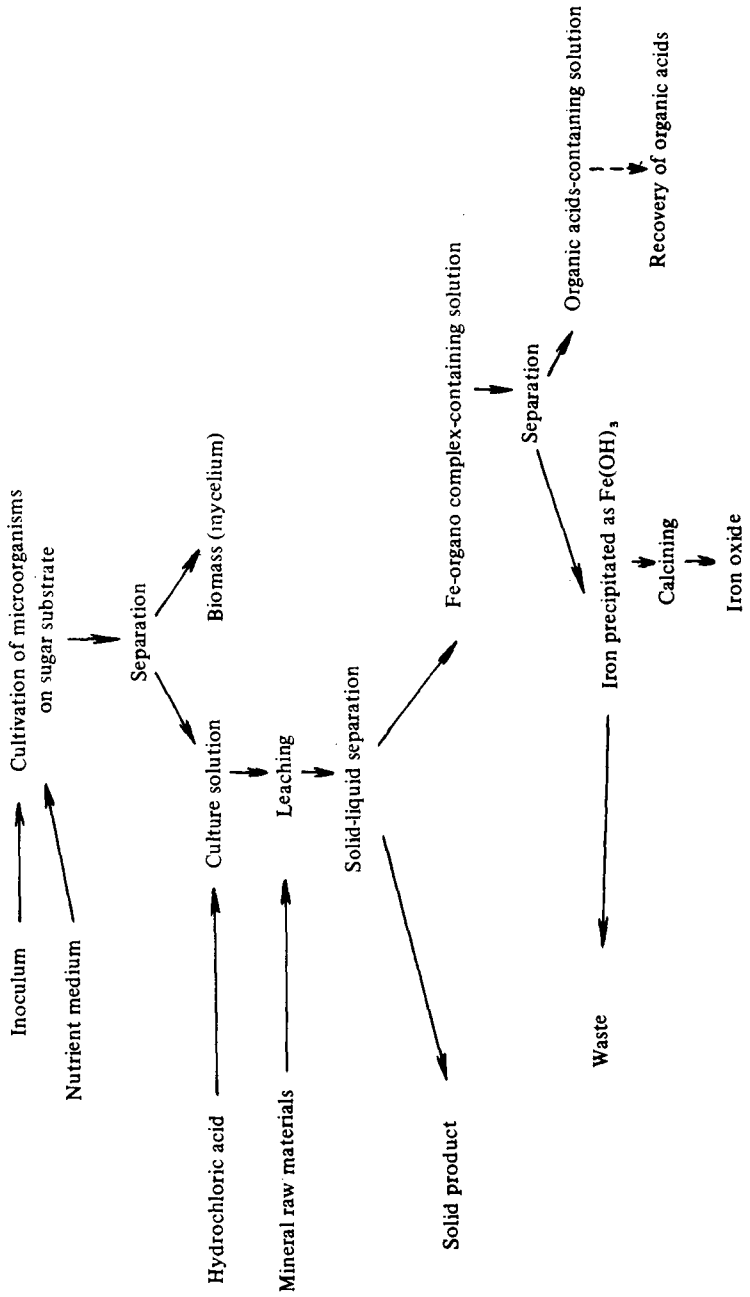 Inoculum
Cultivation of microorganisms
on sugar substrate
Nutrient medium
Separation
Hydrochloric acid
Culture solution
Biomass (mycelium)
Mineral raw materials
Leaching
Solid-liquid separation
Solid product
Fe-organo complex-containing solution
Separation
Organic acids-containing solution
Waste
Iron precipitated as Fe(OH)₃
Recovery of organic acids
Calcining
Iron oxide